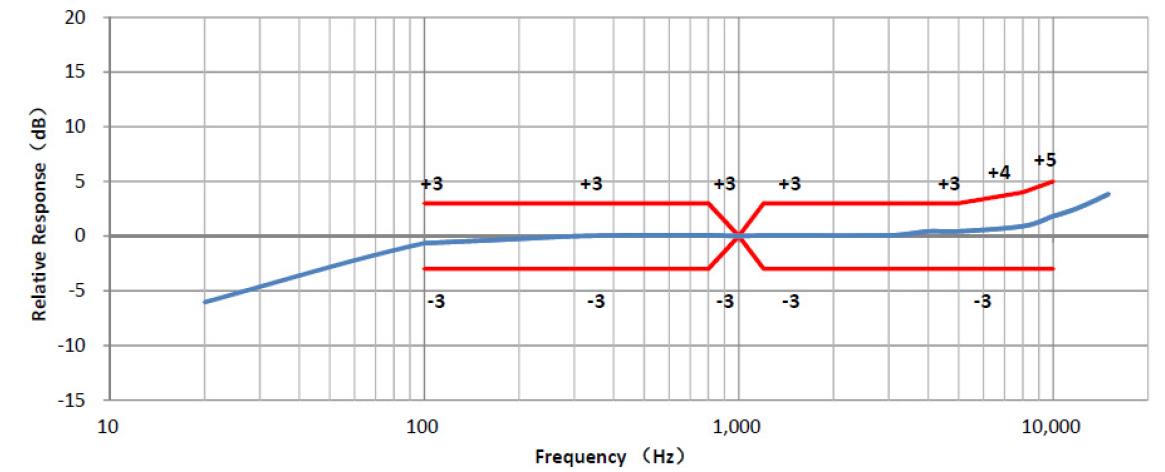 20
15
10
5
0
-5
-10
-15
Relative Response （dB）
+3 +3 +3 +3 +3 +4 +5
-3 -3 -3 -3 -3
10 100 1,000 10,000
Frequency （Hz）